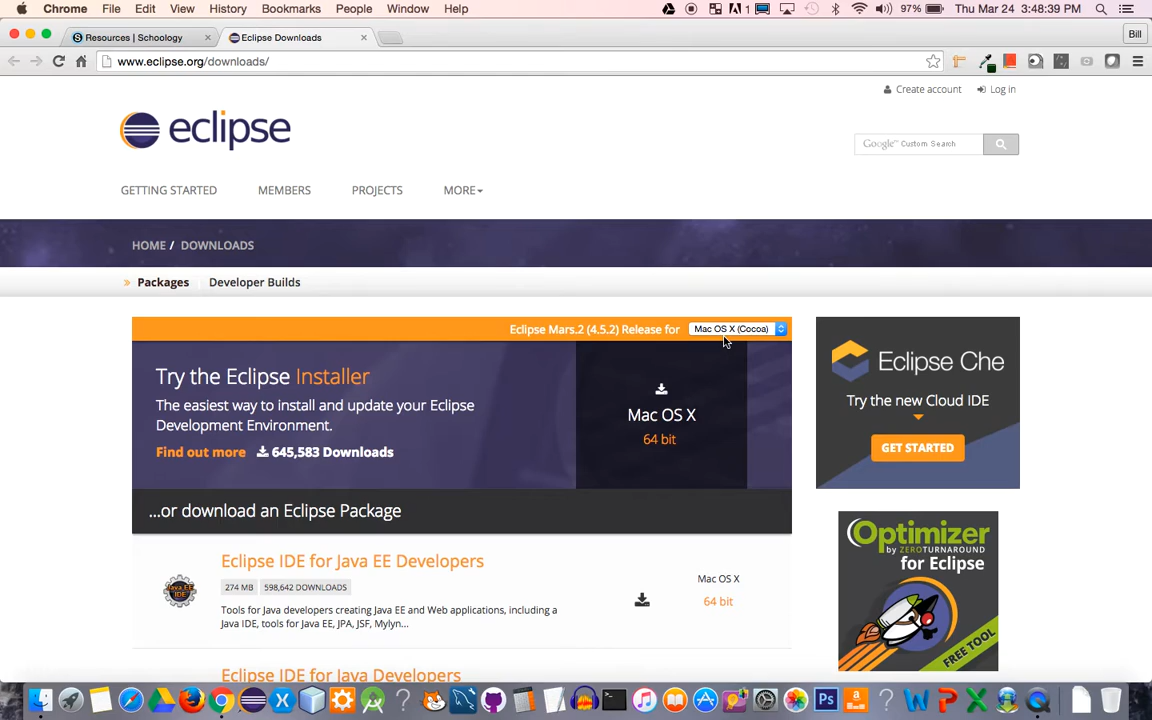 Chrome File Edit View History Bookmarks People Window Help
1 97% Thu Mar 24 3:48:39 PM
Resources | Schoology
Eclipse Downloads
Bill
www.eclipse.org/downloads/
Create account Log in
eclipse
Google™ Custom Search
GETTING STARTED MEMBERS PROJECTS MORE
HOME / DOWNLOADS
Packages Developer Builds
Eclipse Mars.2 (4.5.2) Release for Mac OS X (Cocoa)
Try the Eclipse Installer
The easiest way to install and update your Eclipse
Development Environment.
Find out more 645,583 Downloads
Mac OS X
64 bit
...or download an Eclipse Package
Eclipse IDE for Java EE Developers
274 MB 598,642 DOWNLOADS
Tools for Java developers creating Java EE and Web applications, including a
Java IDE, tools for Java EE, JPA, JSF, Mylyn...
Mac OS X
64 bit
Eclipse IDE for Java Developers
Eclipse Che
Try the new Cloud IDE
GET STARTED
Optimizer
by ZEROTURNAROUND
for Eclipse
FREE TOOL